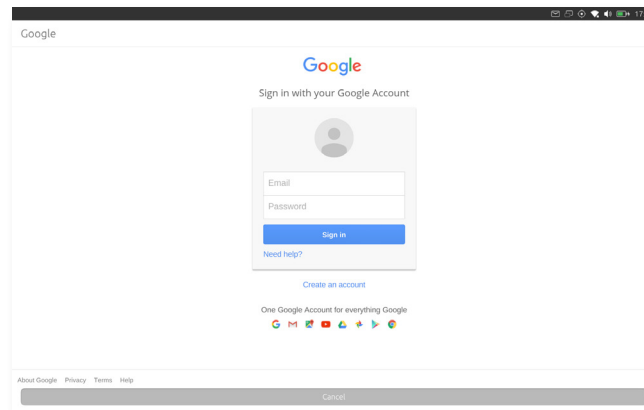 17
Google
Google
Sign in with your Google Account
Email
Password
Sign in
Need help?
Create an account
One Google Account for everything Google
About Google Privacy Terms Help
Cancel